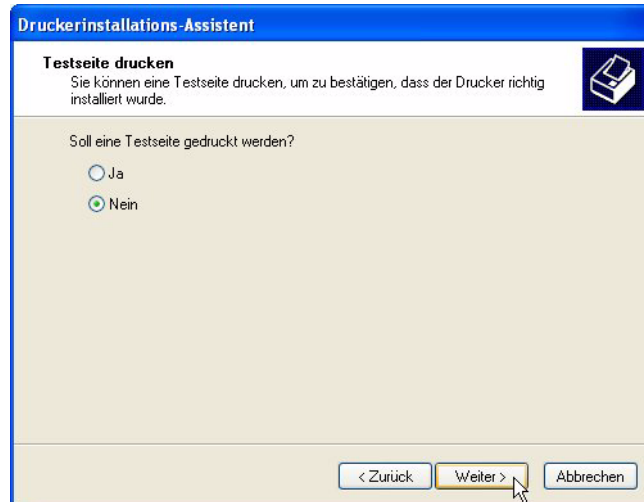 Druckerinstallations-Assistent
Testseite drucken
Sie können eine Testseite drucken, um zu bestätigen, dass der Drucker richtig
installiert wurde.
Soll eine Testseite gedruckt werden?
Ja
Nein
< Zurück
Weiter >
Abbrechen